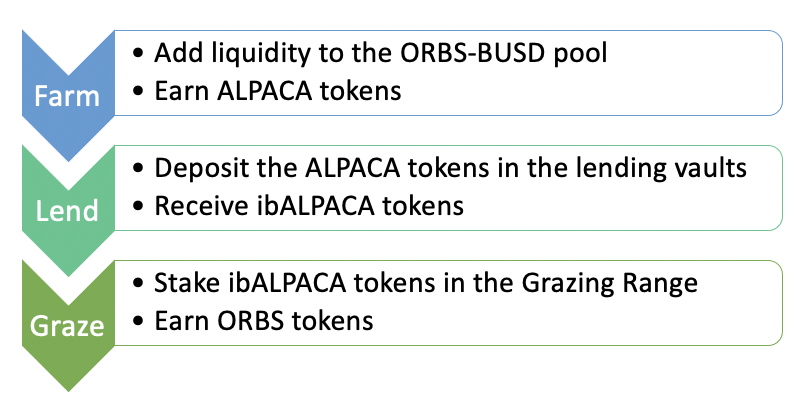 Farm
• Add liquidity to the ORBS-BUSD pool
• Earn ALPACA tokens
Lend
• Deposit the ALPACA tokens in the lending vaults
• Receive ibALPACA tokens
Graze
• Stake ibALPACA tokens in the Grazing Range
• Earn ORBS tokens